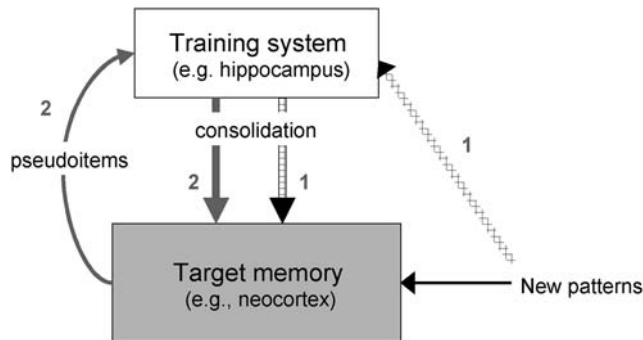 Training system
(e.g. hippocampus)
2
consolidation
1
pseudoitems
2
1
Target memory
(e.g., neocortex)
New patterns